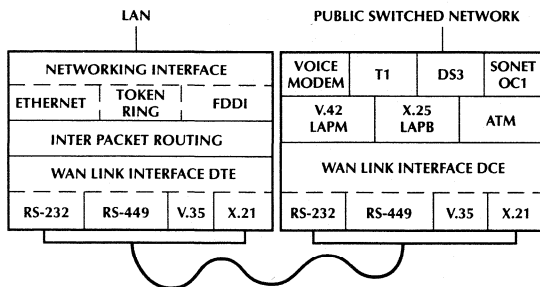 LAN
NETWORKING INTERFACE
ETHERNET
TOKEN
RING
FDDI
INTER PACKET ROUTING
WAN LINK INTERFACE DTE
RS-232
RS-449
V.35
X.21
PUBLIC SWITCHED NETWORK
VOICE
MODEM
T1
DS3
SONET
OC1
V.42
LAPM
X.25
LAPB
ATM
WAN LINK INTERFACE DCE
RS-232
RS-449
V.35
X.21